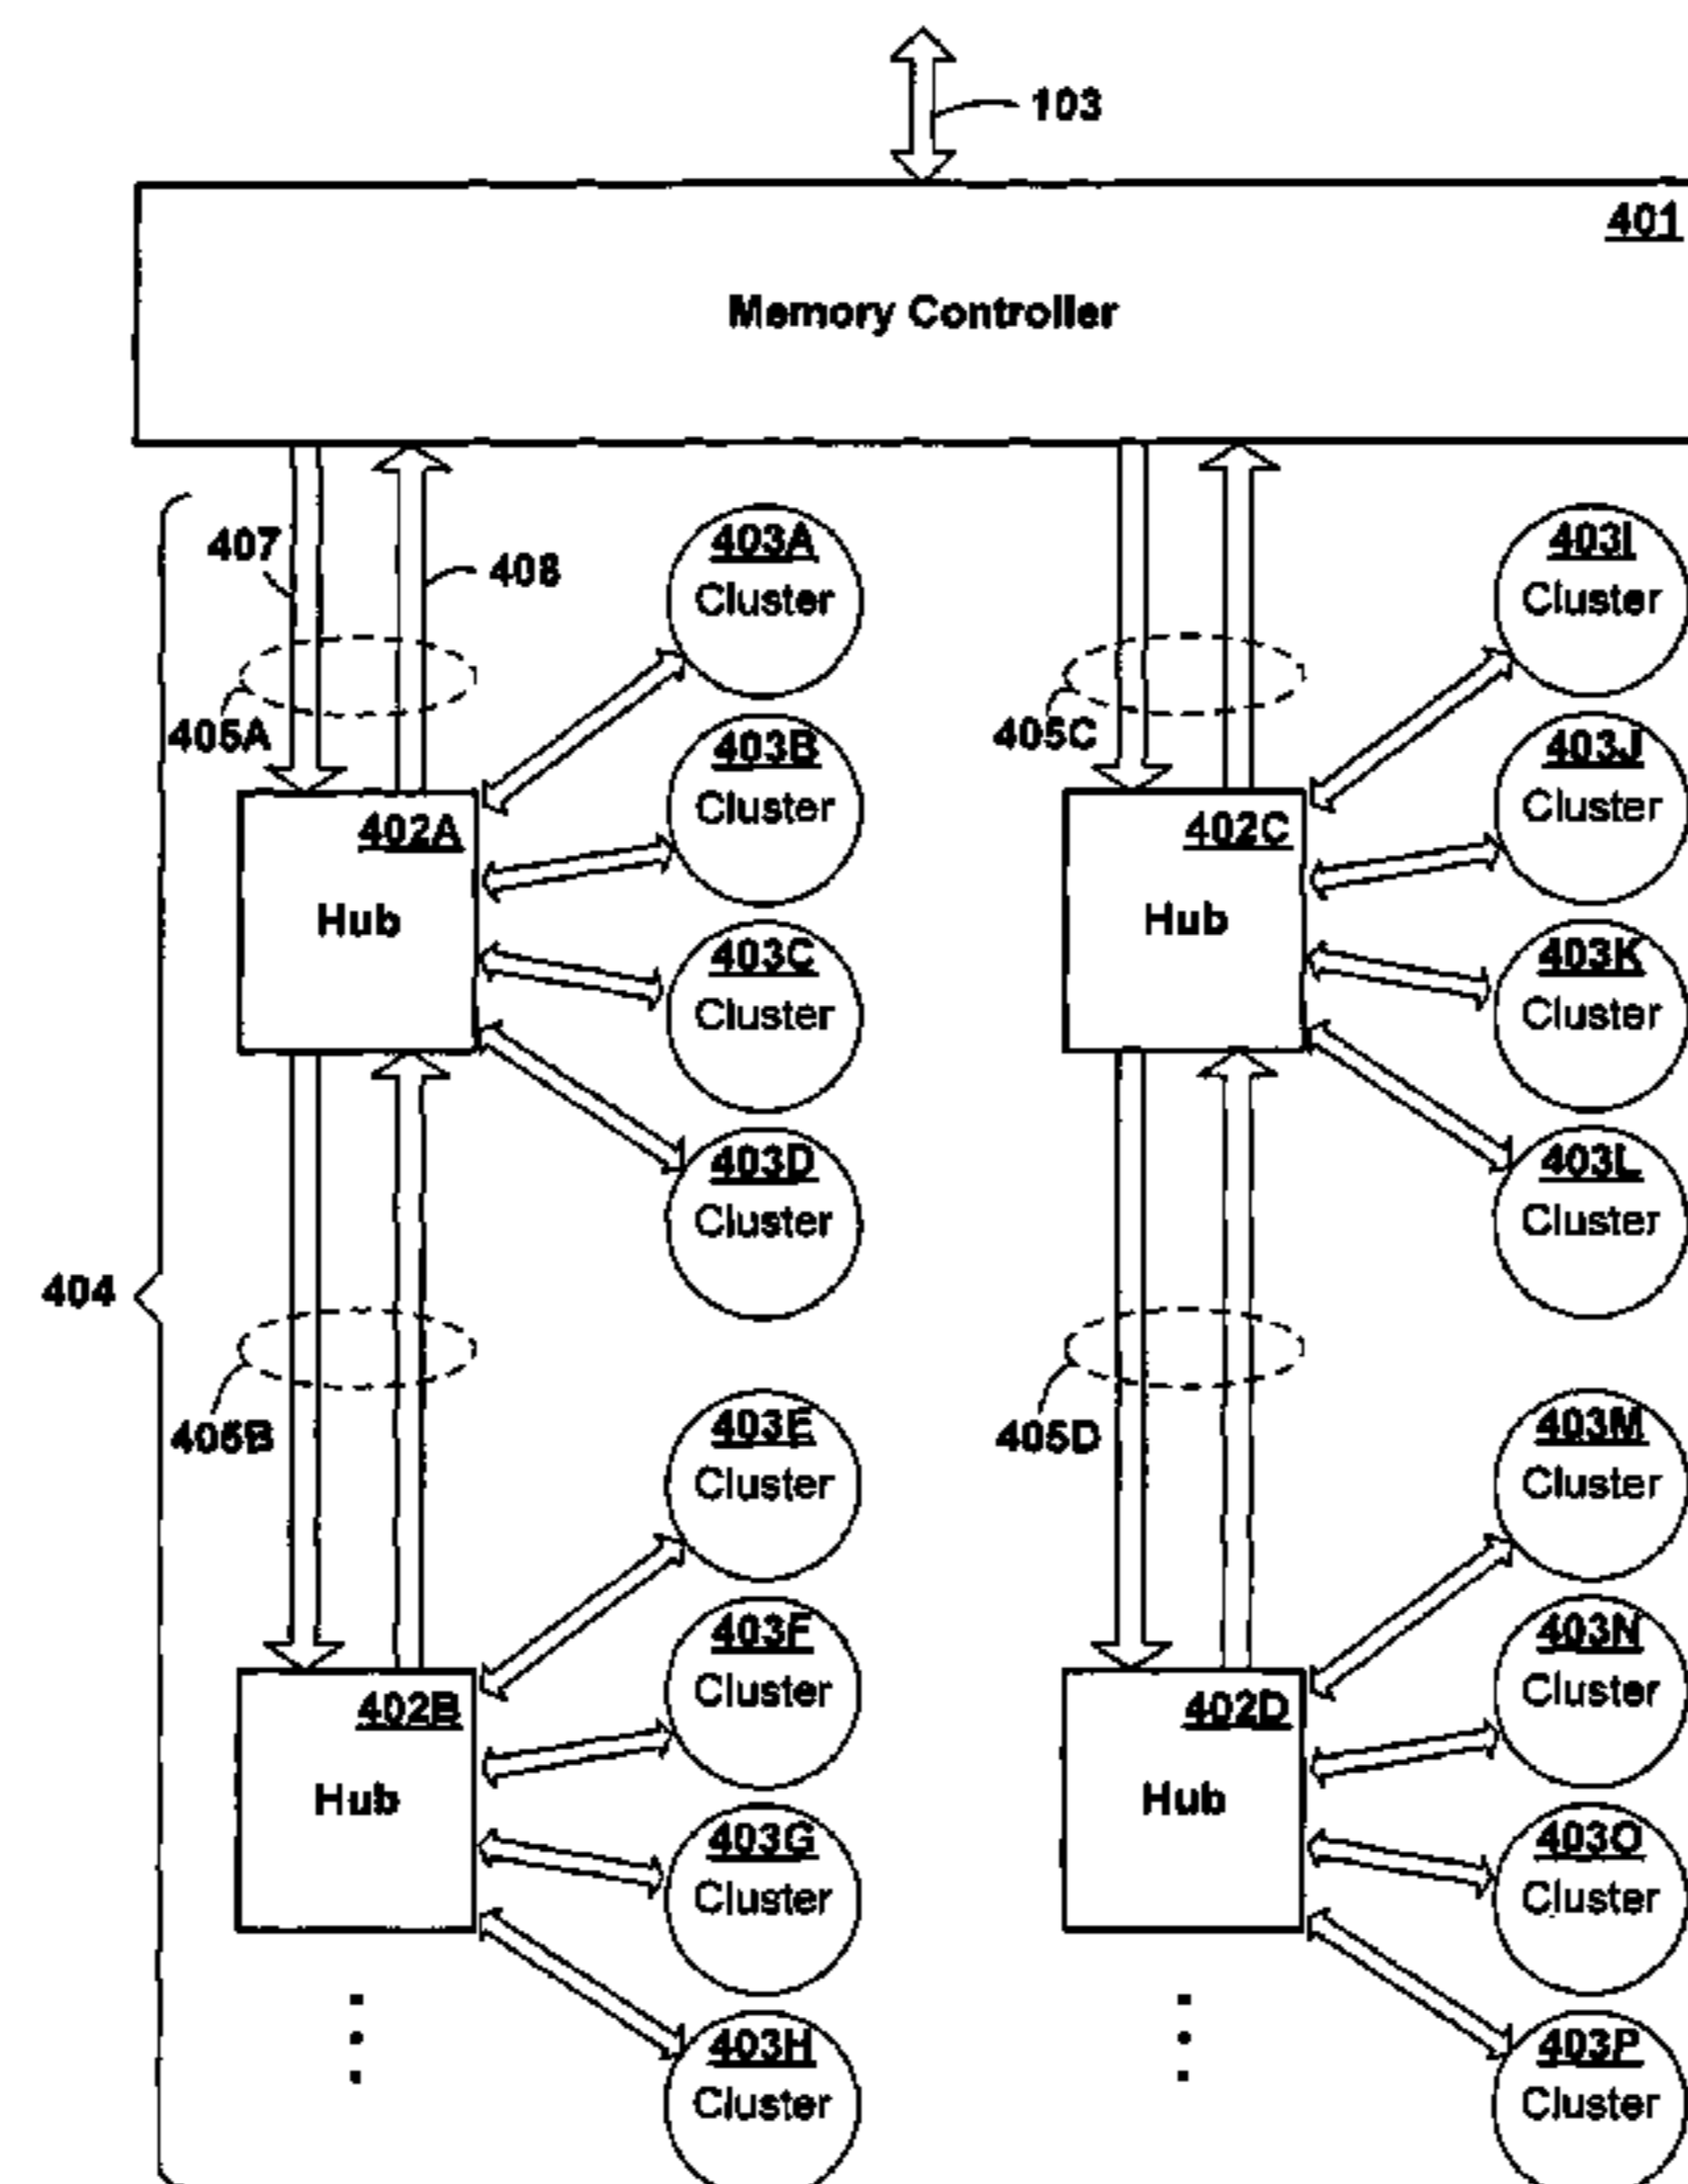 103
401
Memory Controller
407
408
405A
405C
403A
Cluster
403B
Cluster
403C
Cluster
403D
Cluster
403I
Cluster
403J
Cluster
403K
Cluster
403L
Cluster
402A
Hub
402C
Hub
404
405B
405D
403E
Cluster
403F
Cluster
403G
Cluster
403H
Cluster
403M
Cluster
403N
Cluster
403O
Cluster
403P
Cluster
402B
Hub
402D
Hub